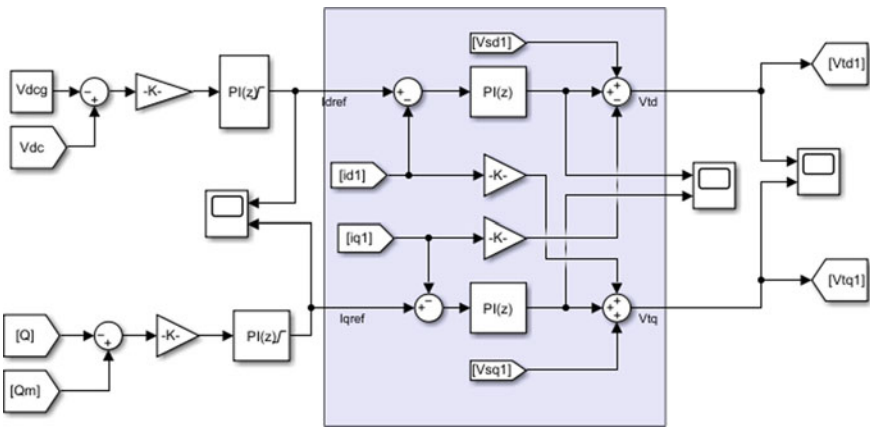 [Vsd1]
[Vtd1]
Vdcg
-K-
PI(z)
Idref
PI(z)
Vtd
Vdc
[id1]
-K-
[iq1]
-K-
[Q]
-K-
PI(z)
Iqref
PI(z)
Vtq
[Vtq1]
[Qm]
[Vsq1]